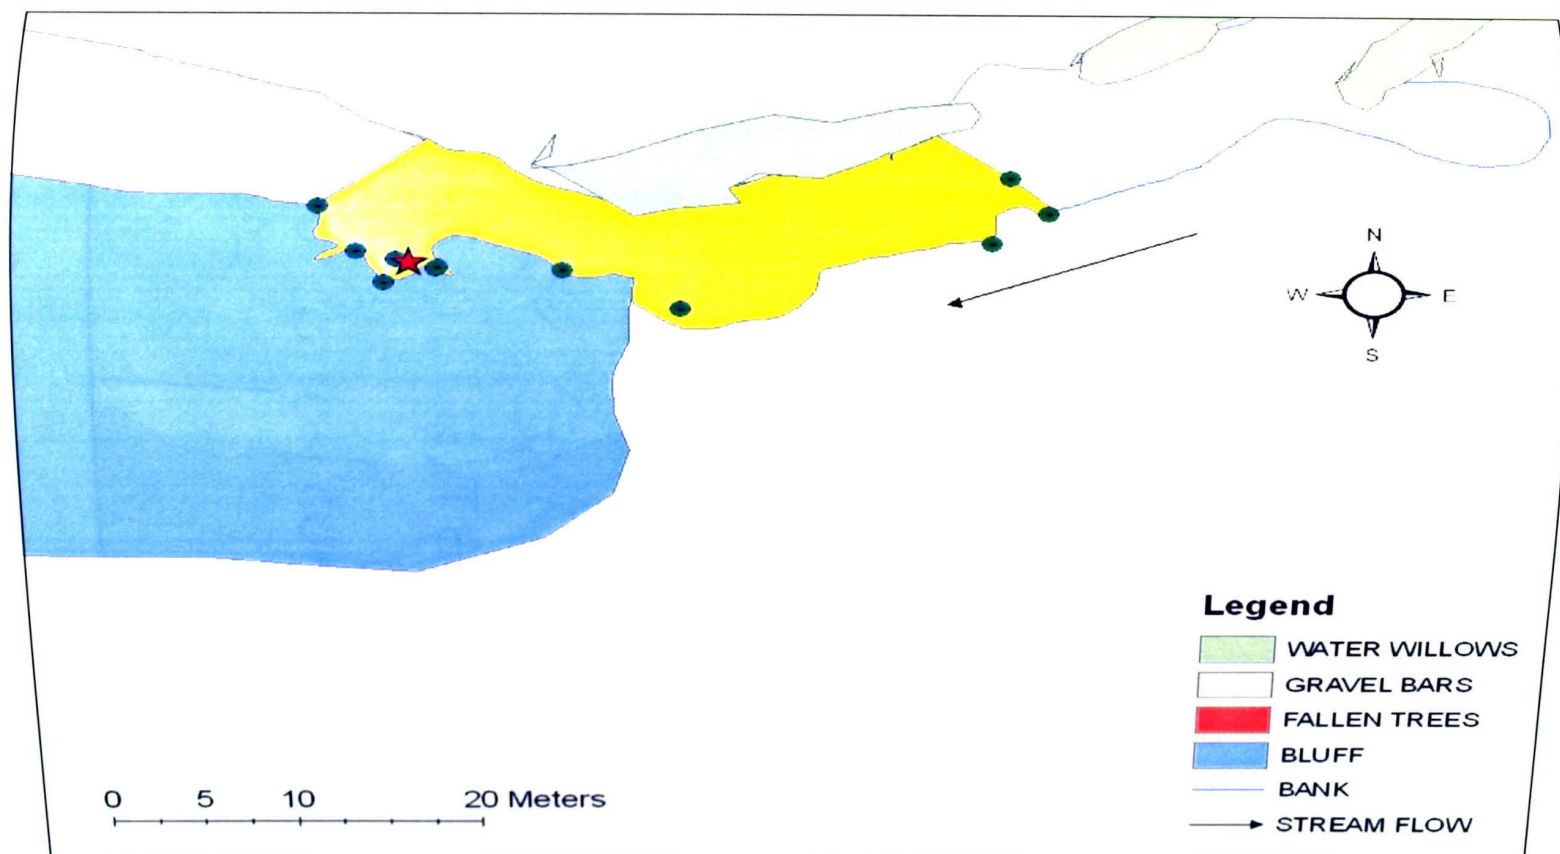 N
W E
S
Legend
WATER WILLOWS
GRAVEL BARS
FALLEN TREES
BLUFF
BANK
STREAM FLOW
0 5 10 20 Meters